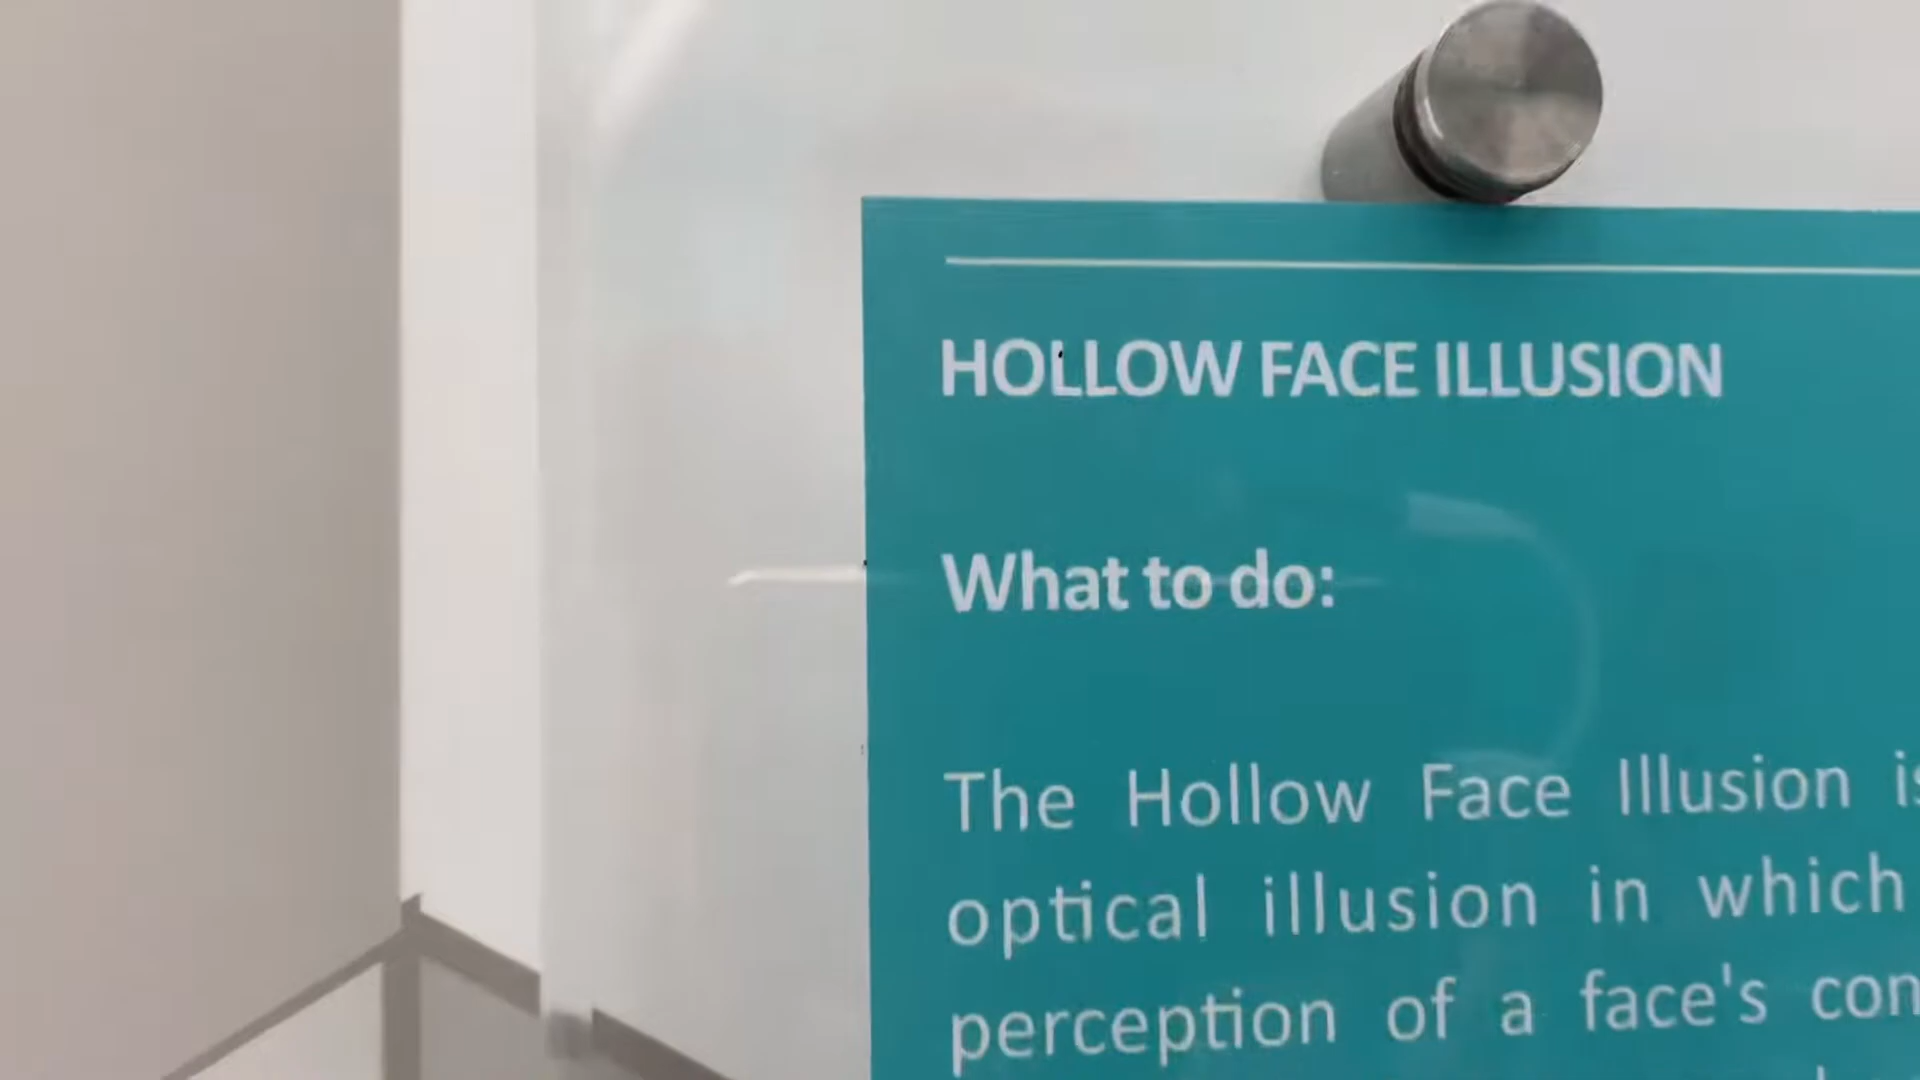 HOLLOW FACE ILLUSION
What to do:
The Hollow Face Illusion
optical illusion in which
perception of a face's